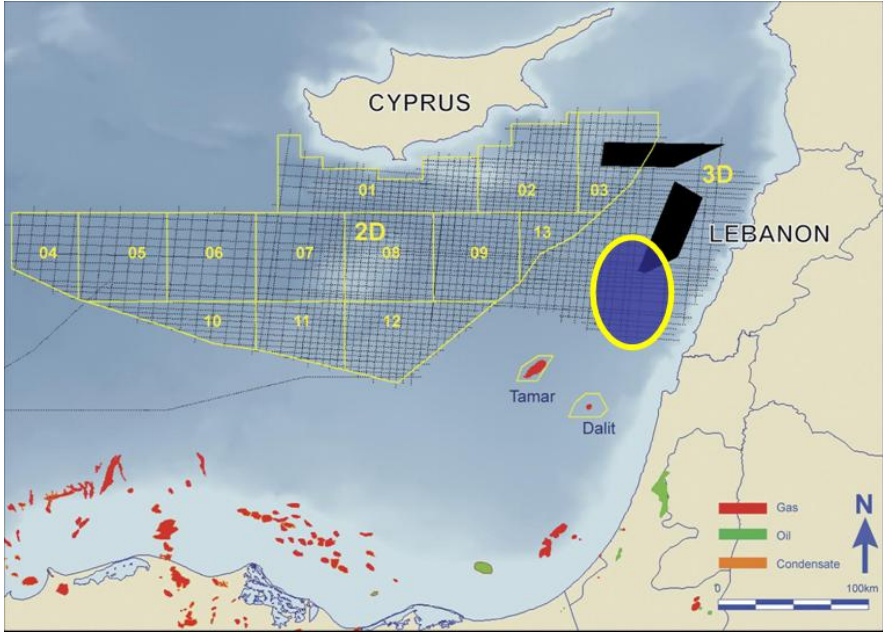 CYPRUS
3D
01
02
03
LEBANON
2D
13
04
05
06
07
08
09
10
11
12
Tamar
Dalit
Gas
N
Oil
Condensate
0
100km